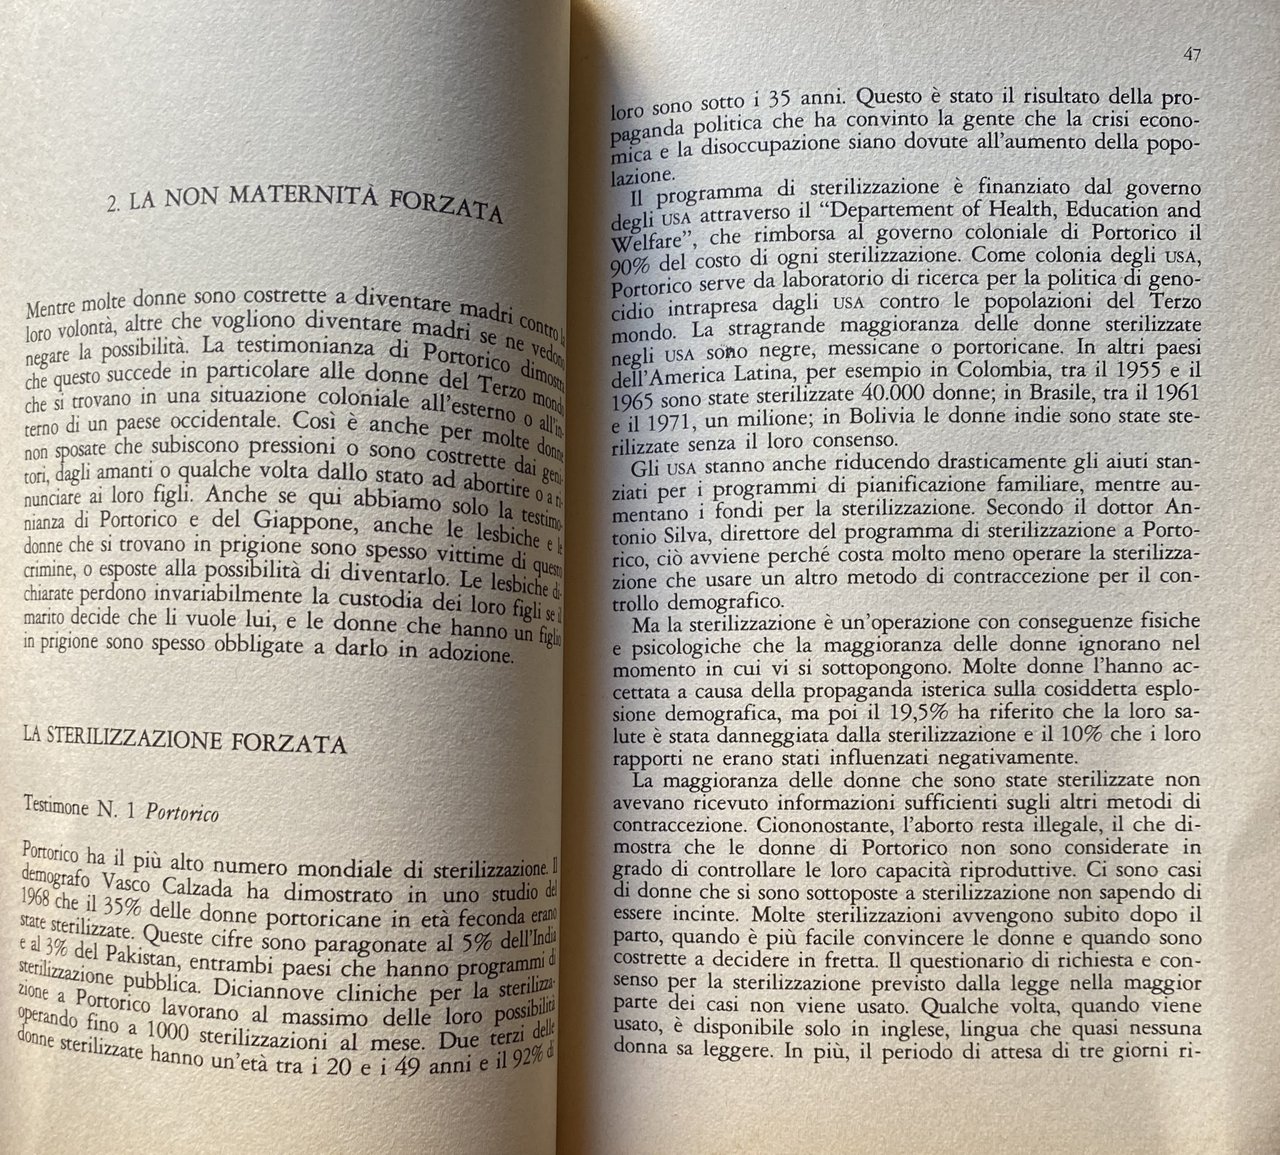 2. LA NON MATERNITÀ FORZATA
Mentre molte donne sono costrette a diventare madri contro la
loro volontà, altre che vogliono diventare madri se ne vedono
negare la possibilità. La testimonianza di Portorico dimostra
che questo succede in particolare alle donne del Terzo mondo
che si trovano in una situazione coloniale all'esterno o all'in-
terno di un paese occidentale. Così è anche per molte donne
non sposate che subiscono pressioni o sono costrette dai geni-
tori, dagli amanti o qualche volta dallo stato ad abortire o a ri-
nunciare ai loro figli. Anche se qui abbiamo solo la testimo-
nianza di Portorico e del Giappone, anche le lesbiche e le
donne che si trovano in prigione sono spesso vittime di questo
crimine, o esposte alla possibilità di diventarlo. Le lesbiche di-
chiarate perdono invariabilmente la custodia dei loro figli se il
marito decide che li vuole lui, e le donne che hanno un figlio
in prigione sono spesso obbligate a darlo in adozione.
LA STERILIZZAZIONE FORZATA
Testimone N. 1 Portorico
Portorico ha il più alto numero mondiale di sterilizzazione. Il
demografo Vasco Calzada ha dimostrato in uno studio del
1968 che il 35% delle donne portoricane in età feconda erano
state sterilizzate. Queste cifre sono paragonate al 5% dell'India
e al 3% del Pakistan, entrambi paesi che hanno programmi di
sterilizzazione pubblica. Diciannove cliniche per la sterilizza-
zione a Portorico lavorano al massimo delle loro possibilità
operando fino a 1000 sterilizzazioni al mese. Due terzi delle
donne sterilizzate hanno un'età tra i 20 e i 49 anni e il 92% di
47
loro sono sotto i 35 anni. Questo è stato il risultato della pro-
paganda politica che ha convinto la gente che la crisi econo-
mica e la disoccupazione siano dovute all'aumento della popo-
lazione.
Il programma di sterilizzazione è finanziato dal governo
degli USA attraverso il "Departement of Health, Education and
Welfare", che rimborsa al governo coloniale di Portorico il
90% del costo di ogni sterilizzazione. Come colonia degli USA,
Portorico serve da laboratorio di ricerca per la politica di geno-
cidio intrapresa dagli USA contro le popolazioni del Terzo
mondo. La stragrande maggioranza delle donne sterilizzate
negli USA sono negre, messicane o portoricane. In altri paesi
dell'America Latina, per esempio in Colombia, tra il 1955 e il
1965 sono state sterilizzate 40.000 donne; in Brasile, tra il 1961
e il 1971, un milione; in Bolivia le donne indie sono state ste-
rilizzate senza il loro consenso.
Gli USA stanno anche riducendo drasticamente gli aiuti stan-
ziati per i programmi di pianificazione familiare, mentre au-
mentano i fondi per la sterilizzazione. Secondo il dottor An-
tonio Silva, direttore del programma di sterilizzazione a Porto-
rico, ciò avviene perché costa molto meno operare la sterilizza-
zione che usare un altro metodo di contraccezione per il con-
trollo demografico.
Ma la sterilizzazione è un'operazione con conseguenze fisiche
e psicologiche che la maggioranza delle donne ignorano nel
momento in cui vi si sottopongono. Molte donne l'hanno ac-
cettata a causa della propaganda isterica sulla cosiddetta esplo-
sione demografica, ma poi il 19,5% ha riferito che la loro sa-
lute è stata danneggiata dalla sterilizzazione e il 10% che i loro
rapporti ne erano stati influenzati negativamente.
La maggioranza delle donne che sono state sterilizzate non
avevano ricevuto informazioni sufficienti sugli altri metodi di
contraccezione. Ciononostante, l'aborto resta illegale, il che di-
mostra che le donne di Portorico non sono considerate in
grado di controllare le loro capacità riproduttive. Ci sono casi
di donne che si sono sottoposte a sterilizzazione non sapendo di
essere incinte. Molte sterilizzazioni avvengono subito dopo il
parto, quando è più facile convincere le donne e quando sono
costrette a decidere in fretta. Il questionario di richiesta e con-
senso per la sterilizzazione previsto dalla legge nella maggior
parte dei casi non viene usato. Qualche volta, quando viene
usato, è disponibile solo in inglese, lingua che quasi nessuna
donna sa leggere. In più, il periodo di attesa di tre giorni ri-